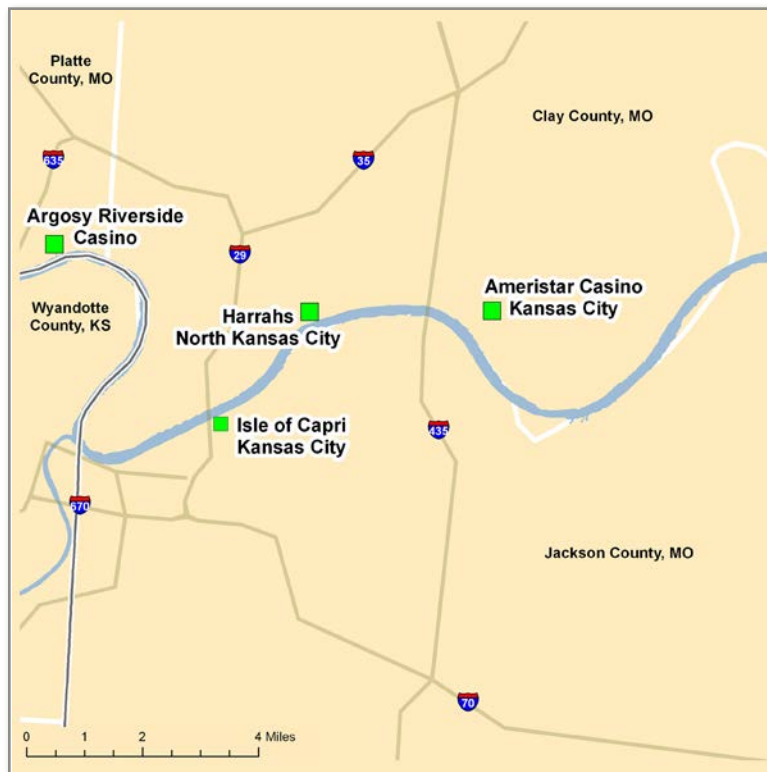 Platte
County, MO
Clay County, MO
635
35
Argosy Riverside
Casino
29
Wyandotte
County, KS
Harrahs
North Kansas City
Ameristar Casino
Kansas City
Isle of Capri
Kansas City
435
670
Jackson County, MO
70
0 1 2 4 Miles